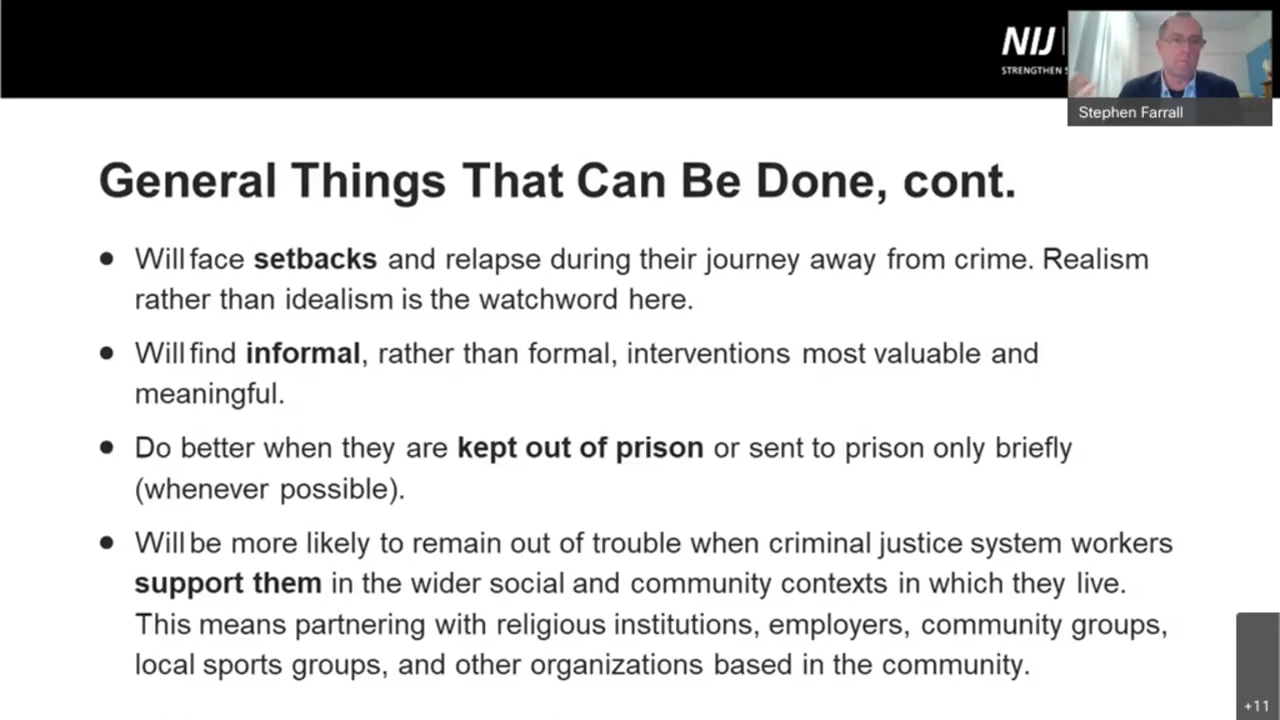 NIJ
STRENGTHEN
Stephen Farrall
General Things That Can Be Done, cont.
● Will face setbacks and relapse during their journey away from crime. Realism
rather than idealism is the watchword here.
● Will find informal, rather than formal, interventions most valuable and
meaningful.
● Do better when they are kept out of prison or sent to prison only briefly
(whenever possible).
● Will be more likely to remain out of trouble when criminal justice system workers
support them in the wider social and community contexts in which they live.
This means partnering with religious institutions, employers, community groups,
local sports groups, and other organizations based in the community.
+11